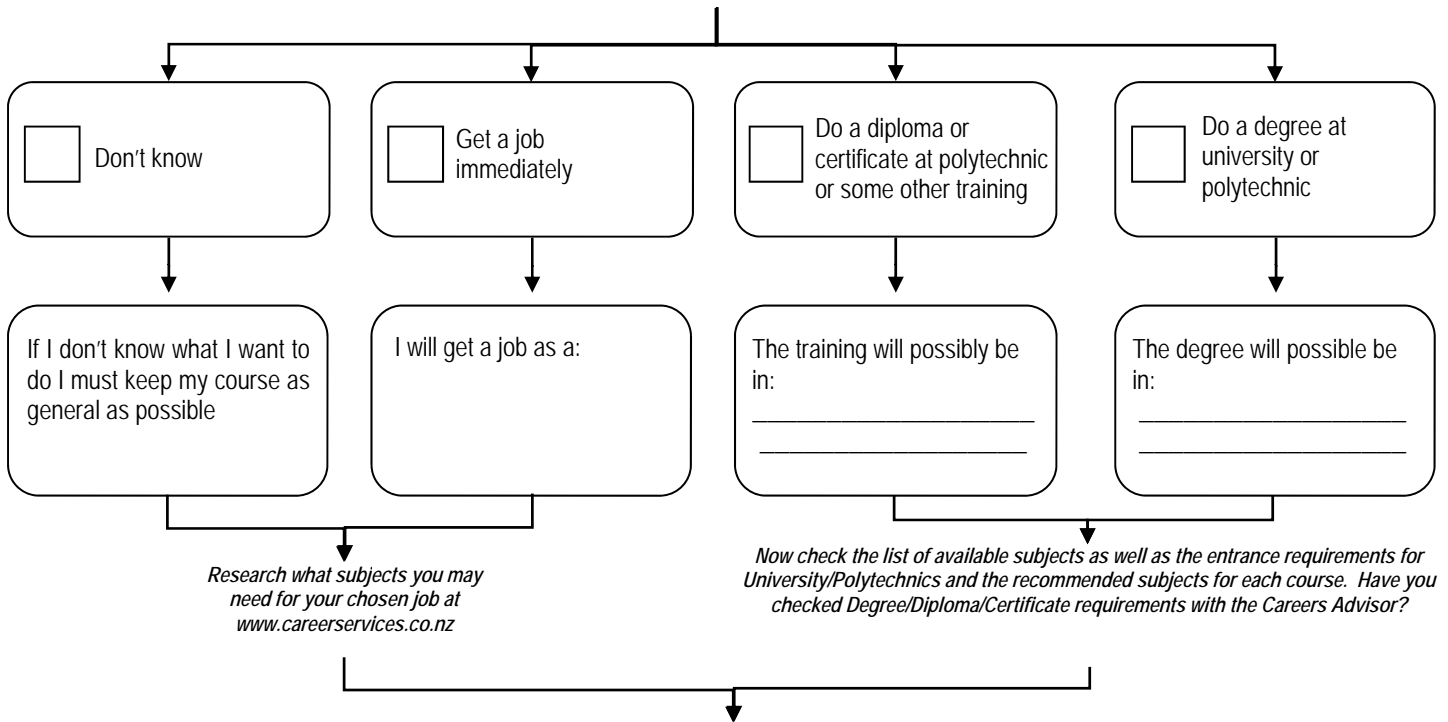 Don't know
Get a job
immediately
Do a diploma or
certificate at polytechnic
or some other training
Do a degree at
university or
polytechnic
If I don't know what I want to
do I must keep my course as
general as possible
I will get a job as a:
The training will possibly be
in:
The degree will possible be
in:
Research what subjects you may
need for your chosen job at
www.careerservices.co.nz
Now check the list of available subjects as well as the entrance requirements for
University/Polytechnics and the recommended subjects for each course. Have you
checked Degree/Diploma/Certificate requirements with the Careers Advisor?